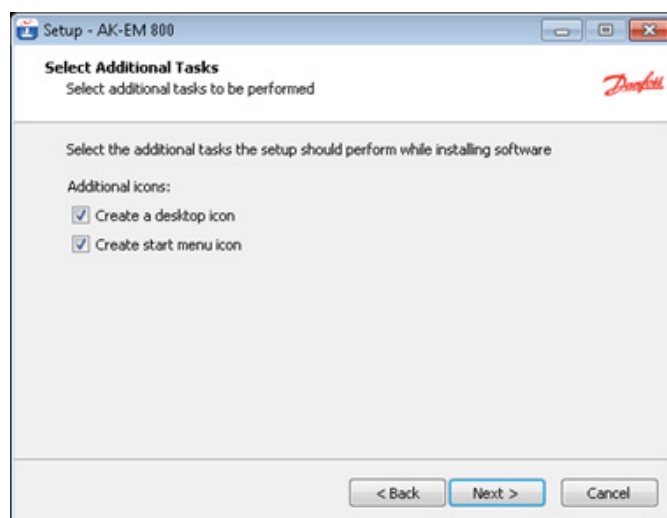 Setup - AK-EM 800
Select Additional Tasks
Select additional tasks to be performed
Danfoss
Select the additional tasks the setup should perform while installing software
Additional icons:
Create a desktop icon
Create start menu icon
< Back
Next >
Cancel